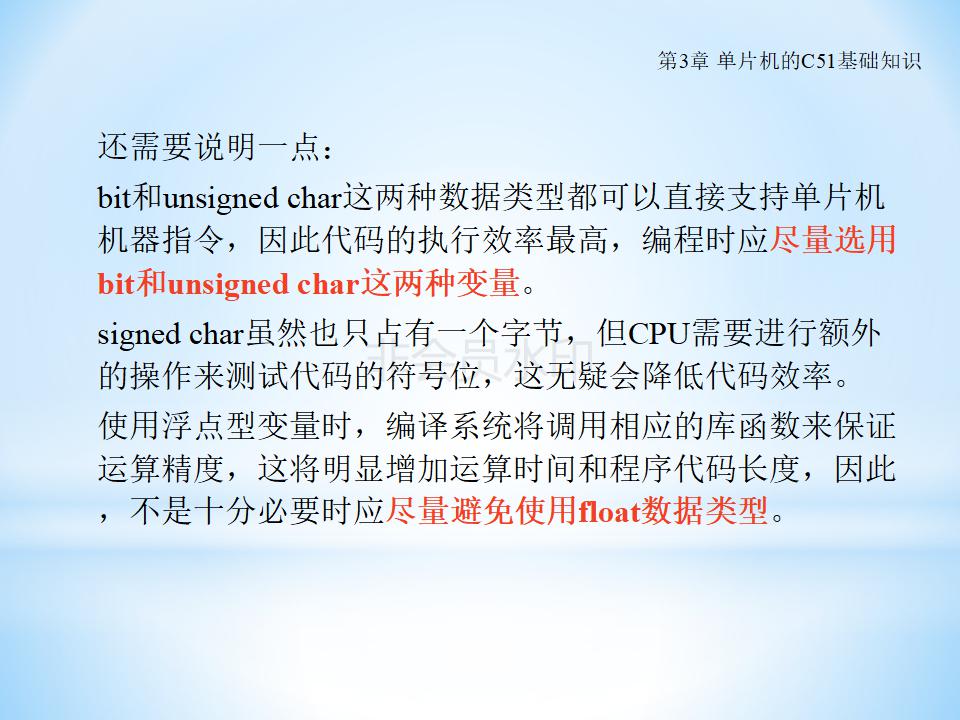 第3章 单片机的C51基础知识
还需要说明一点：
bit和unsigned char这两种数据类型都可以直接支持单片机
机器指令，因此代码的执行效率最高，编程时应尽量选用
bit和unsigned char这两种变量。
signed char虽然也只占有一个字节，但CPU需要进行额外
的操作来测试代码的符号位，这无疑会降低代码效率。
非会员水印
使用浮点型变量时，编译系统将调用相应的库函数来保证
运算精度，这将明显增加运算时间和程序代码长度，因此
，不是十分必要时应尽量避免使用float数据类型。